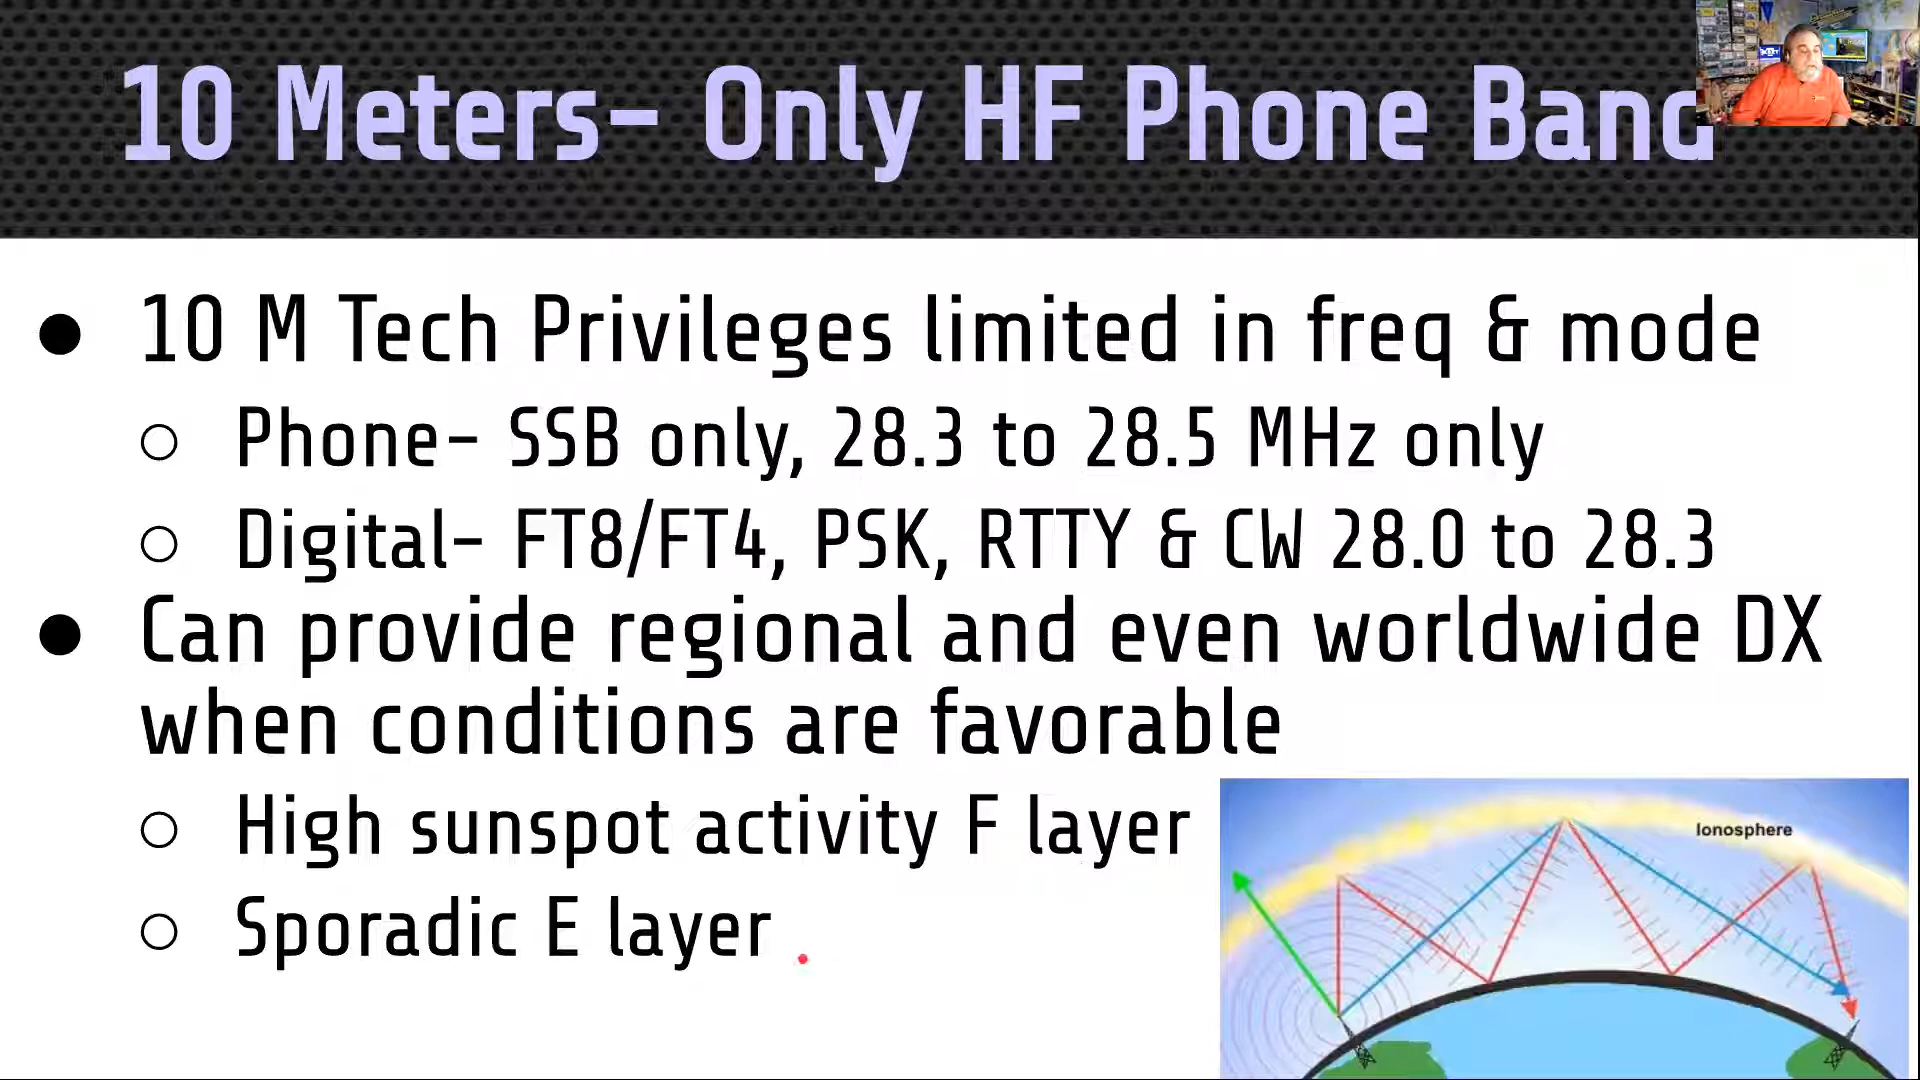 10 Meters- Only HF Phone Band
10 M Tech Privileges limited in freq & mode
Phone- SSB only, 28.3 to 28.5 MHz only
Digital- FT8/FT4, PSK, RTTY & CW 28.0 to 28.3
Can provide regional and even worldwide DX
when conditions are favorable
High sunspot activity F layer
Sporadic E layer
Ionosphere